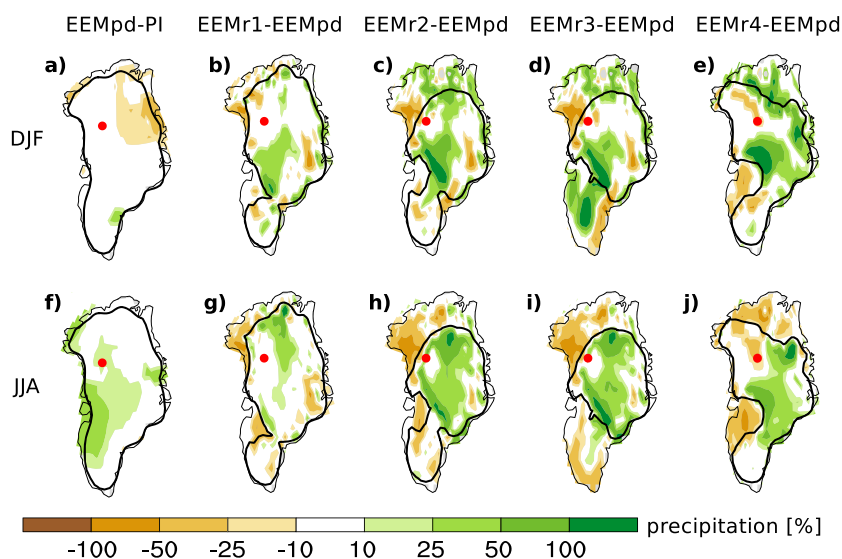 EEMpd-PI EEMr1-EEMpd EEMr2-EEMpd EEMr3-EEMpd EEMr4-EEMpd
a) b) c) d) e)
DJF
f) g) h) i) j)
JJA
precipitation [%]
-100 -50 -25 -10 10 25 50 100